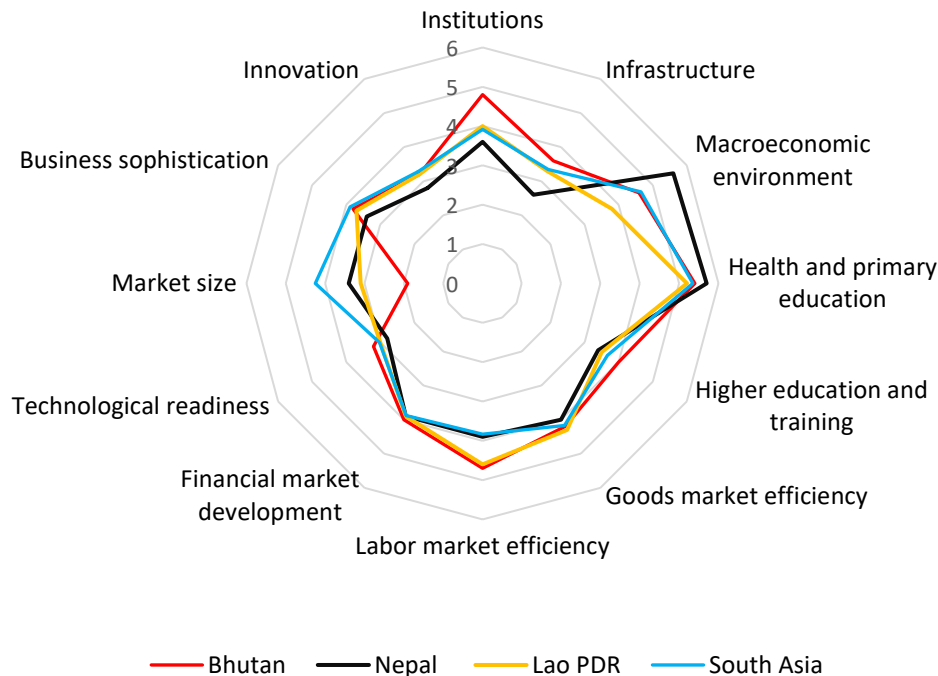 Institutions
Infrastructure
Macroeconomic
environment
Health and primary
education
Higher education and
training
Goods market efficiency
Labor market efficiency
Financial market
development
Technological readiness
Market size
Business sophistication
Innovation
6
5
4
3
2
1
0
Bhutan
Nepal
Lao PDR
South Asia